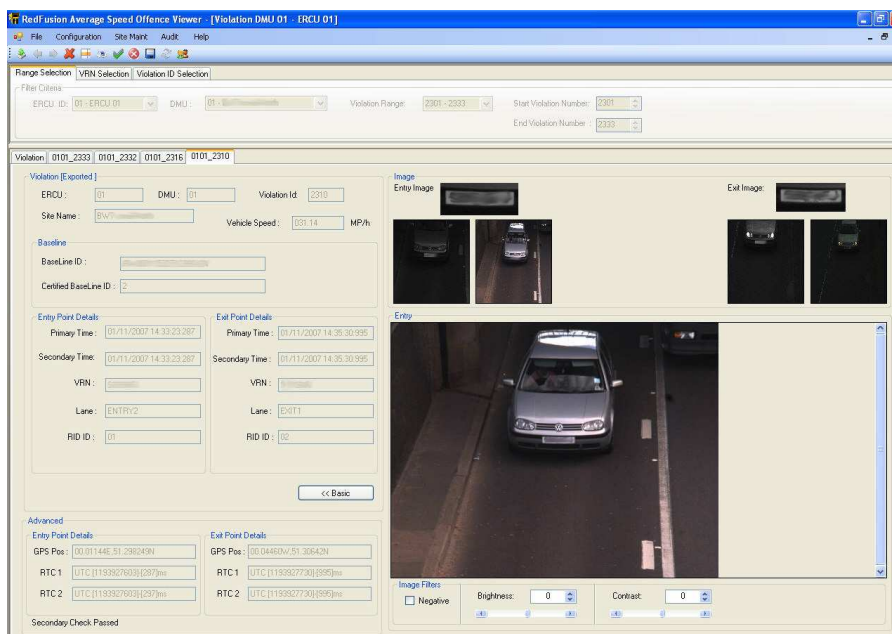 RedFusion Average Speed Offence Viewer - [Violation DMU 01 - ERCU 01]
File Configuration Site Maint Audit Help
Range Selection VRN Selection Violation ID Selection
Filter Criteria
ERCU ID: 01 - ERCU 01 DMU : 01 - Violation Range: 2301 - 2333 Start Violation Number: 2301
End Violation Number : 2333
Violation 0101_2333 0101_2332 0101_2316 0101_2310
Violation [Exported ]
ERCU : 01 DMU : 01 Violation Id: 2310
Site Name : Vehicle Speed : 031.14 MP/h
Baseline
BaseLine ID :
Certified BaseLine ID : 2
Entry Point Details
Primary Time : 01/11/2007 14:33:23:287
Secondary Time: 01/11/2007 14:33:23:287
VRN :
Lane : ENTRY2
RID ID : 01
Exit Point Details
Primary Time : 01/11/2007 14:35:30:995
Secondary Time : 01/11/2007 14:35:30:995
VRN :
Lane : EXIT1
RID ID : 02
<< Basic
Advanced
Entry Point Details
GPS Pos : 00.01144E,51.298249N
RTC 1 UTC [1193927603]-[287]ms
RTC 2 UTC [1193927603]-[297]ms
Exit Point Details
GPS Pos : 00.04460W,51.30642N
RTC 1 UTC [1193927730]-[995]ms
RTC 2 UTC [1193927730]-[995]ms
Secondary Check Passed
Image
Entry Image Exit Image:
Entry
Image Filters
Negative Brightness: 0 Contrast: 0